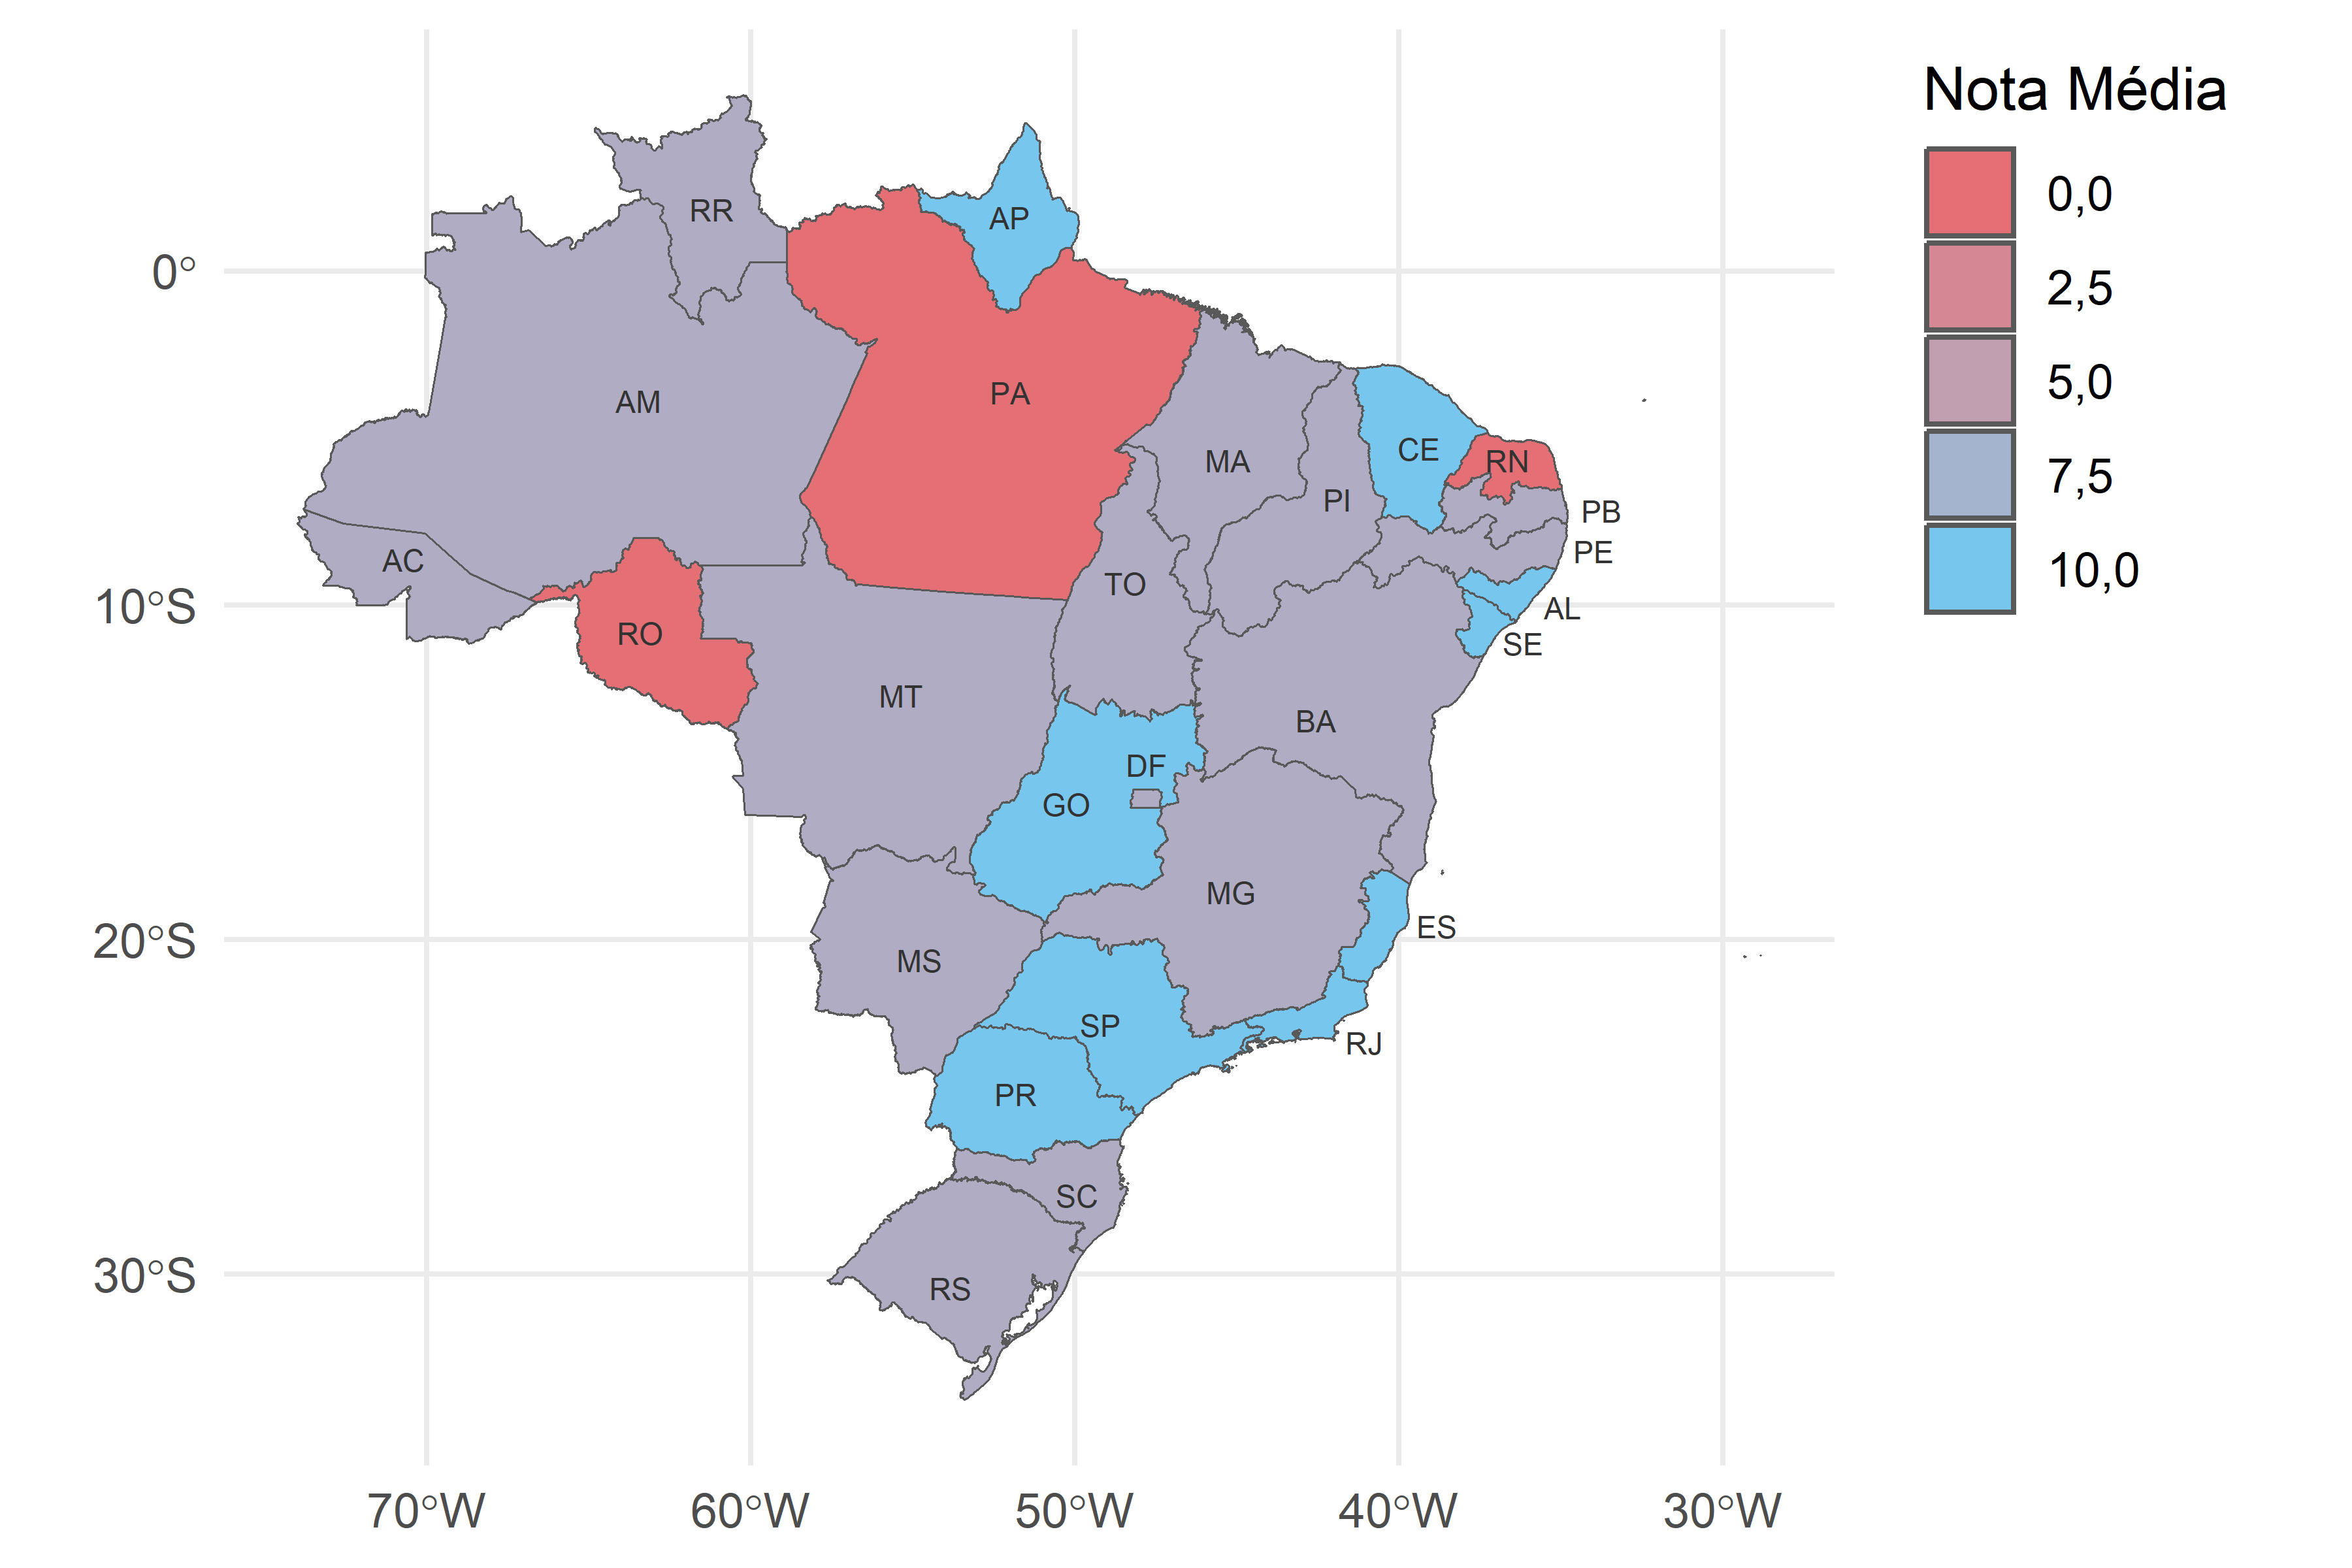 Nota Média
0,0
2,5
5,0
7,5
10,0
RR
AP
0°
AM
PA
CE
MA
RN
PI
PB
PE
AC
TO
10°S
AL
RO
SE
MT
BA
DF
GO
MG
ES
20°S
MS
SP
RJ
PR
SC
30°S
RS
70°W
60°W
50°W
40°W
30°W